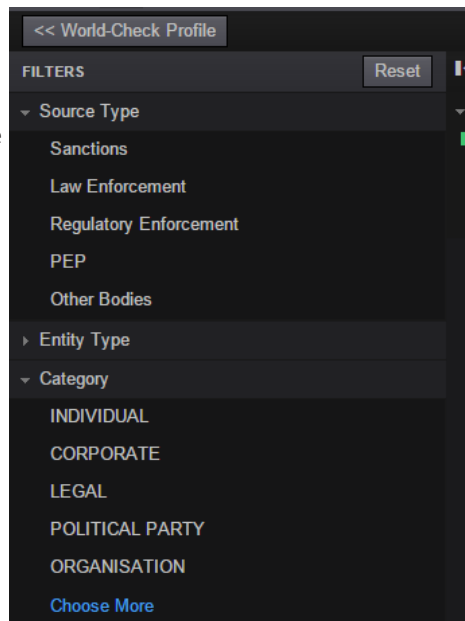 << World-Check Profile
FILTERS
Reset
Source Type
Sanctions
Law Enforcement
Regulatory Enforcement
PEP
Other Bodies
Entity Type
Category
INDIVIDUAL
CORPORATE
LEGAL
POLITICAL PARTY
ORGANISATION
Choose More